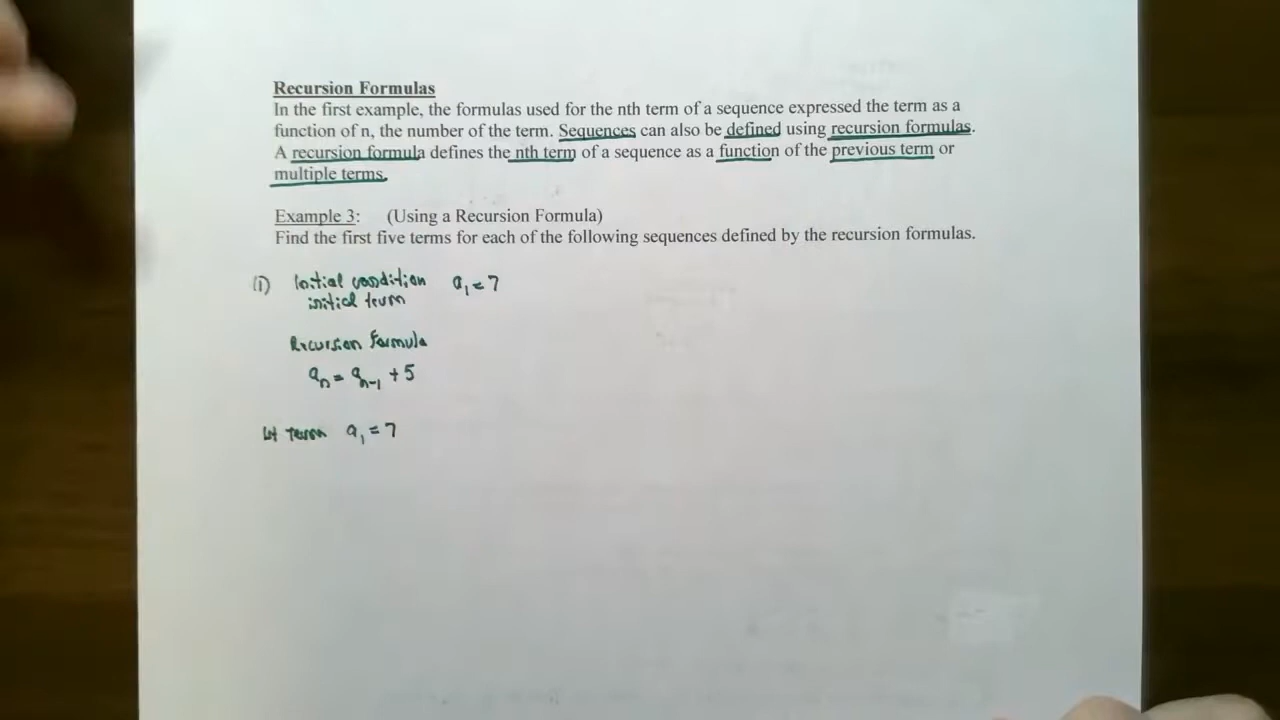 Recursion Formulas
In the first example, the formulas used for the nth term of a sequence expressed the term as a
function of n, the number of the term. Sequences can also be defined using recursion formulas.
A recursion formula defines the nth term of a sequence as a function of the previous term or
multiple terms.
Example 3: (Using a Recursion Formula)
Find the first five terms for each of the following sequences defined by the recursion formulas.
(1) Initial condition a₁ = 7
initial term
Recursion Formula
aₙ = aₙ₋₁ + 5
1st term a₁ = 7